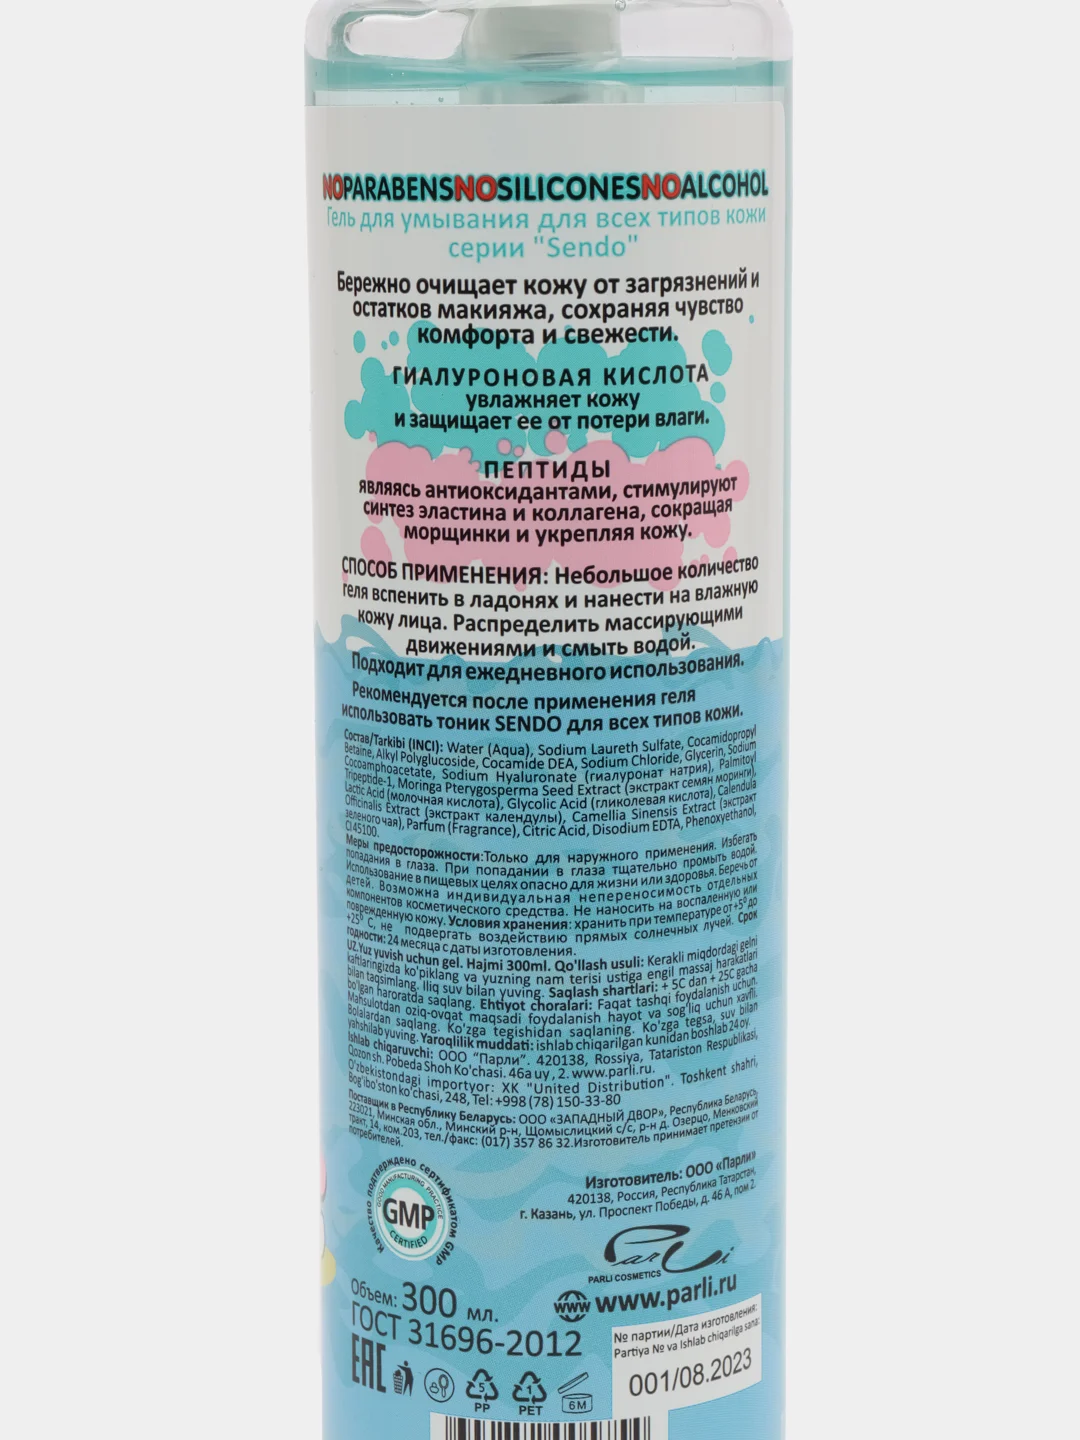 NOPARABENSNOSILICONESNOALCOHOL
Гель для умывания для всех типов кожи
серии "Sendo"
Бережно очищает кожу от загрязнений и
остатков макияжа, сохраняя чувство
комфорта и свежести.
ГИАЛУРОНОВАЯ КИСЛОТА
увлажняет кожу
и защищает ее от потери влаги.
ПЕПТИДЫ
являясь антиоксидантами, стимулируют
синтез эластина и коллагена, сокращая
морщинки и укрепляя кожу.
СПОСОБ ПРИМЕНЕНИЯ: Небольшое количество
геля вспенить в ладонях и нанести на влажную
кожу лица. Распределить массирующими
движениями и смыть водой.
Подходит для ежедневного использования.
Рекомендуется после применения геля
использовать тоник SENDO для всех типов кожи.
Состав/Tarkibi (INCI): Water (Aqua), Sodium Laureth Sulfate, Cocamidopropyl
Betaine, Alkyl Polyglucoside, Cocamide DEA, Sodium Chloride, Glycerin, Sodium
Cocoamphoacetate, Sodium Hyaluronate (гиалуронат натрия), Palmitoyl
Tripeptide-1, Moringa Pterygosperma Seed Extract (экстракт семян моринги),
Lactic Acid (молочная кислота), Glycolic Acid (гликолевая кислота), Calendula
Officinalis Extract (экстракт календулы), Camellia Sinensis Extract (экстракт
зеленого чая), Parfum (Fragrance), Citric Acid, Disodium EDTA, Phenoxyethanol,
CI 45100.
Меры предосторожности:Только для наружного применения. Избегать
попадания в глаза. При попадании в глаза тщательно промыть водой.
Использование в пищевых целях опасно для жизни или здоровья. Беречь от
детей. Возможна индивидуальная непереносимость отдельных
компонентов косметического средства. Не наносить на воспаленную или
поврежденную кожу. Условия хранения: хранить при температуре от +5⁰ до
+25⁰ С, не подвергать воздействию прямых солнечных лучей. Срок
годности: 24 месяца с даты изготовления.
UZ.Yuz yuvish uchun gel. Hajmi 300ml. Qo'llash usuli: Kerakli miqdordagi gelni
kaftlaringizda ko'piklang va yuzning nam terisi ustiga engil massaj harakatlari
bilan taqsimlang. Iliq suv bilan yuving. Saqlash shartlari: + 5C dan + 25C gacha
bo'lgan haroratda saqlang. Ehtiyot choralari: Faqat tashqi foydalanish uchun.
Mahsulotdan oziq-ovqat maqsadi foydalanish hayot va sog'liq uchun xavfli.
Bolalardan saqlang. Ko'zga tegishidan saqlaning. Ko'zga tegsa, suv bilan
yahshilab yuving. Yaroqlilik muddati: ishlab chiqarilgan kunidan boshlab 24 oy.
Ishlab chiqaruvchi: ООО "Парли". 420138, Rossiya, Tatariston Respublikasi,
Qozon sh. Pobeda Shoh Ko'chasi. 46a uy , 2. www.parli.ru.
O'zbekistondagi importyor: XK "United Distribution". Toshkent shahri,
Bog'ibo'ston ko'chasi, 248, Tel: +998 (78) 150-33-80
Поставщик в Республику Беларусь: ООО «ЗАПАДНЫЙ ДВОР», Республика Беларусь,
223021, Минская обл., Минский р-н, Щомыслицкий с/с, р-н д. Озерцо, Менковский
тракт, 14, ком.203, тел./факс: (017) 357 86 32.Изготовитель принимает претензии от
потребителей.
Изготовитель: ООО «Парли»
420138, Россия, Республика Татарстан,
г. Казань, ул. Проспект Победы, д. 46 А, пом 2.
Качество подтверждено сертификатом GMP
GOOD MANUFACTURING PRACTICE
GMP
CERTIFIED
ParLi
PARLI COSMETICS
www www.parli.ru
Объем: 300 мл.
ГОСТ 31696-2012
№ партии/Дата изготовления:
Partiya № va Ishlab chiqarilga sana:
001/08.2023
EAC
5
PP
1
PET
6M